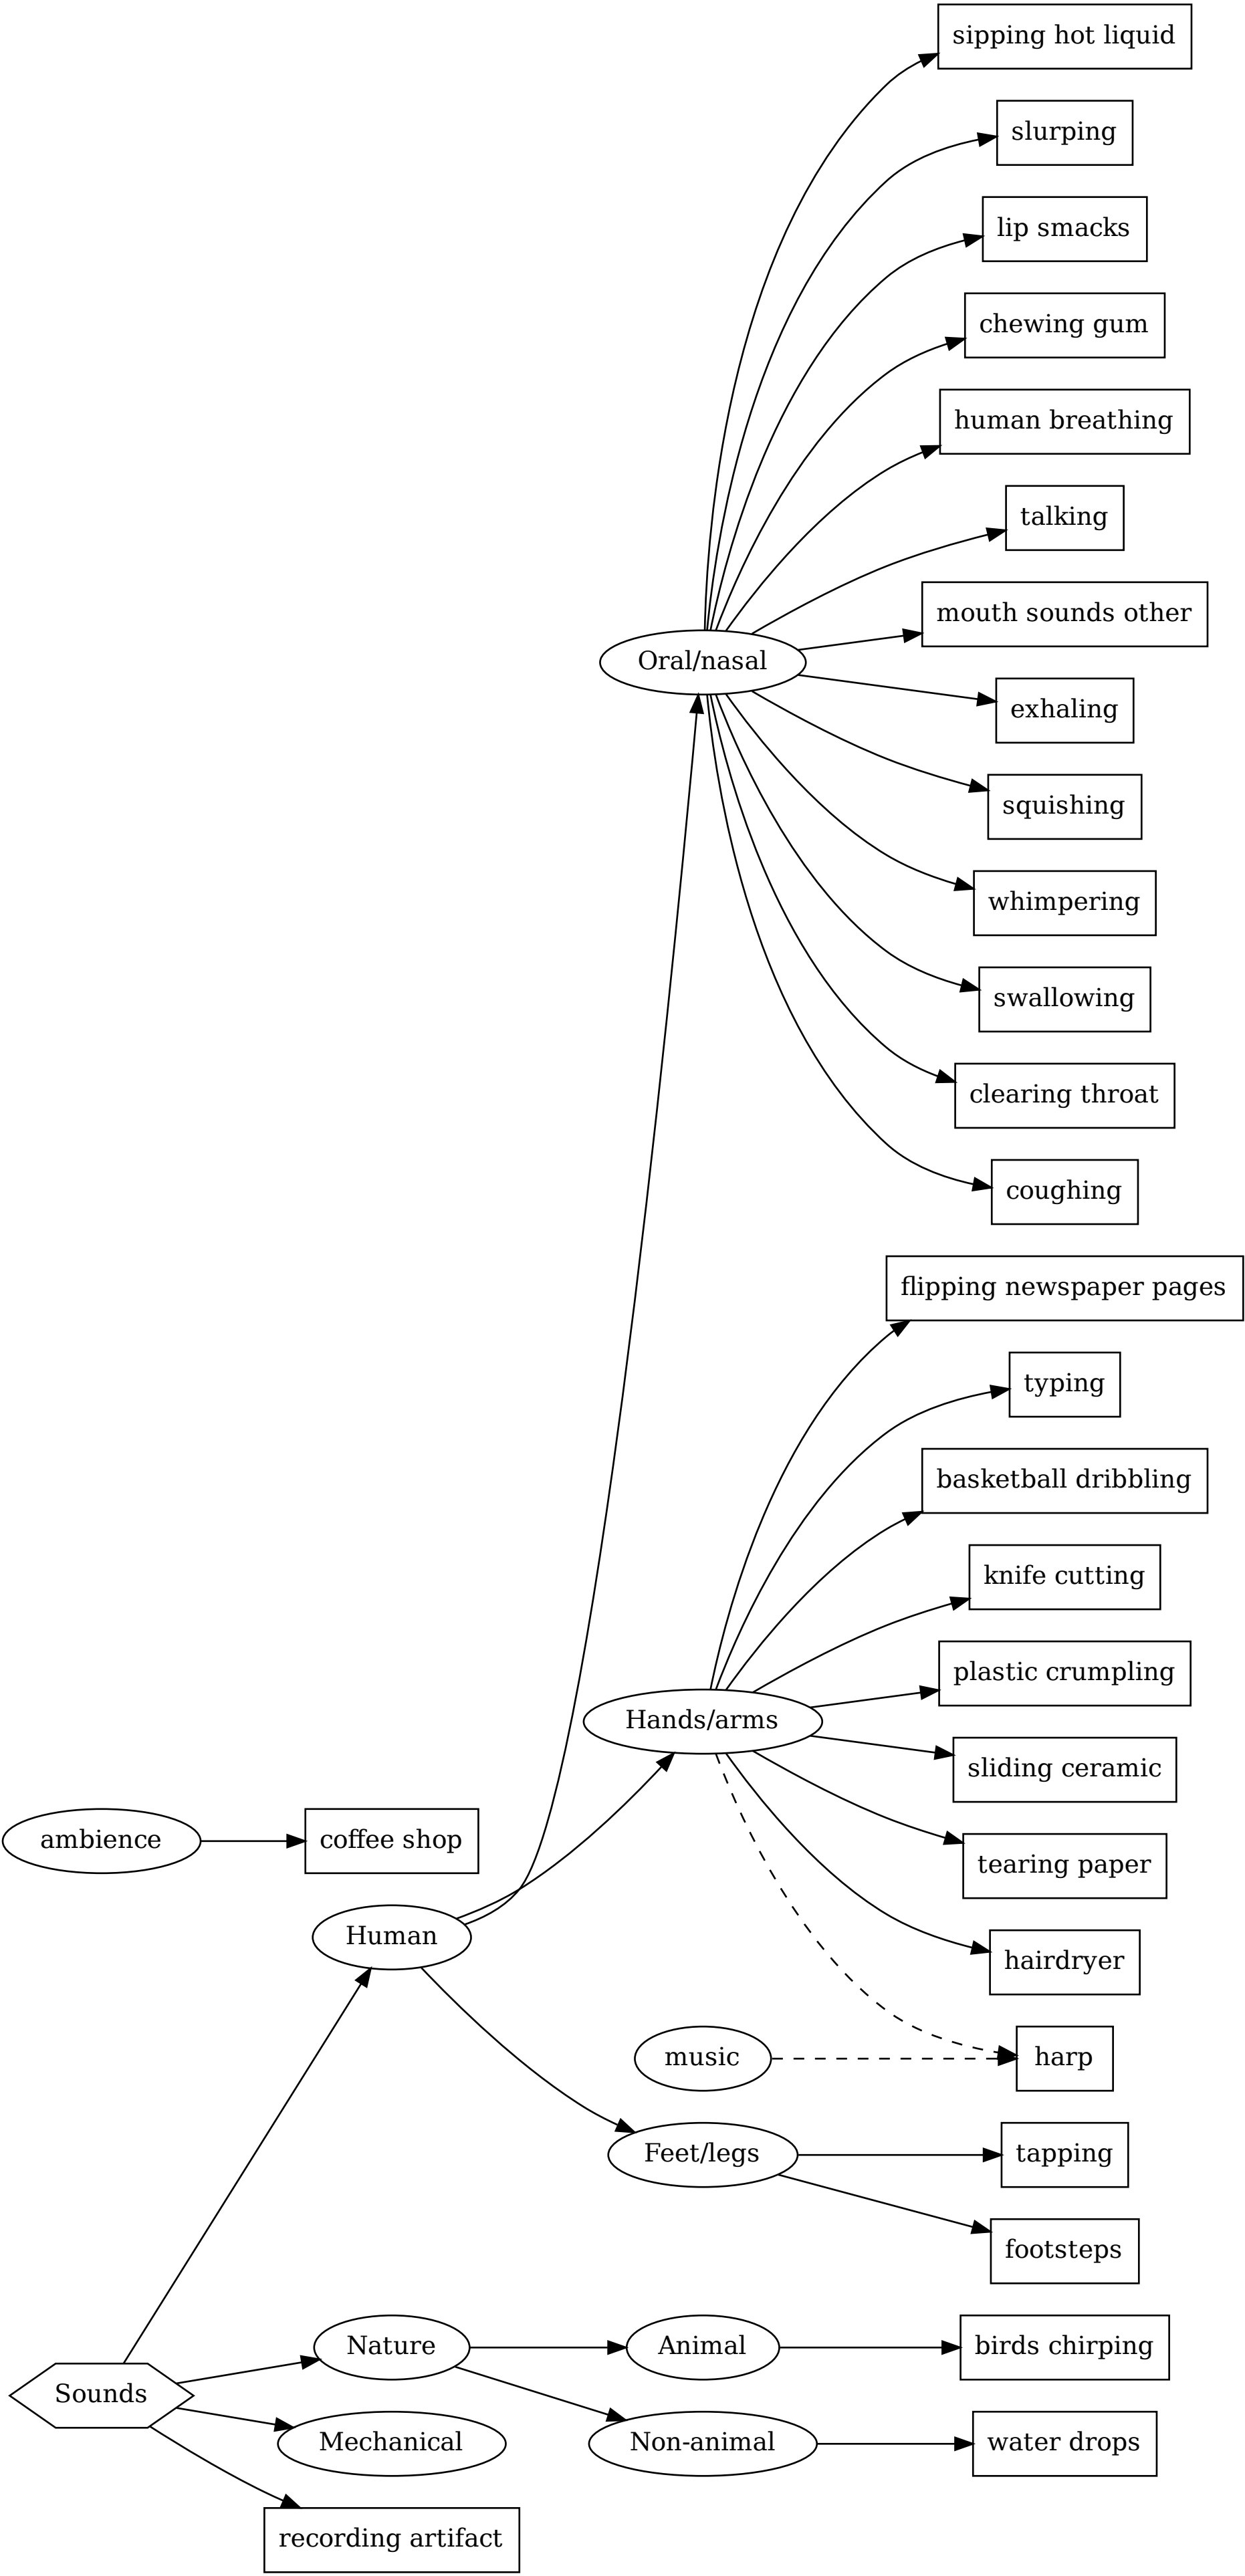 sipping hot liquid
slurping
lip smacks
chewing gum
human breathing
talking
mouth sounds other
Oral/nasal
exhaling
squishing
whimpering
swallowing
clearing throat
coughing
flipping newspaper pages
typing
basketball dribbling
knife cutting
plastic crumpling
Hands/arms
sliding ceramic
tearing paper
ambience
coffee shop
Human
hairdryer
music
harp
Feet/legs
tapping
footsteps
Nature
Animal
birds chirping
Sounds
Mechanical
Non-animal
water drops
recording artifact